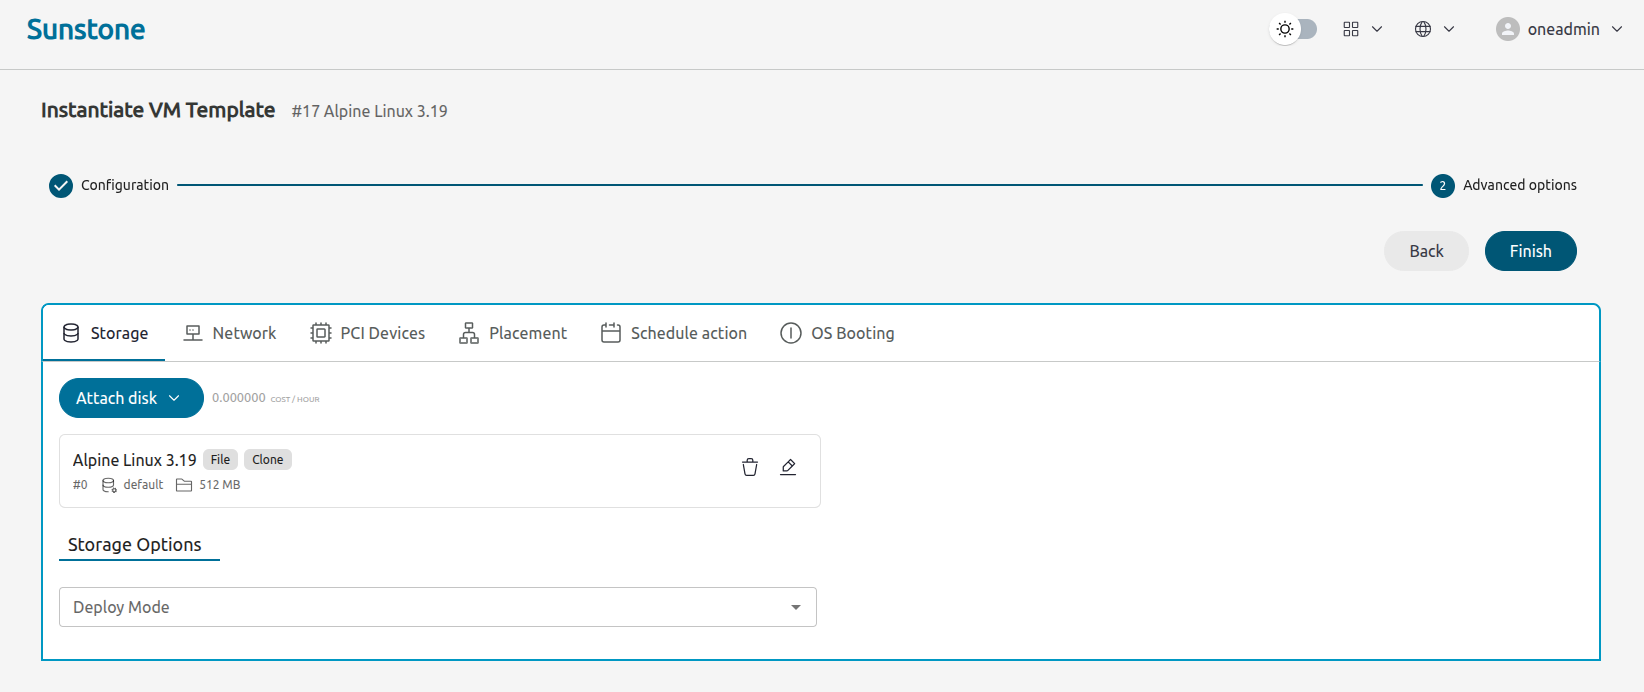 Sunstone
oneadmin
Instantiate VM Template #17 Alpine Linux 3.19
Configuration
2 Advanced options
Back Finish
Storage Network PCI Devices Placement Schedule action OS Booting
Attach disk 0.000000 COST / HOUR
Alpine Linux 3.19 File Clone
#0 default 512 MB
Storage Options
Deploy Mode